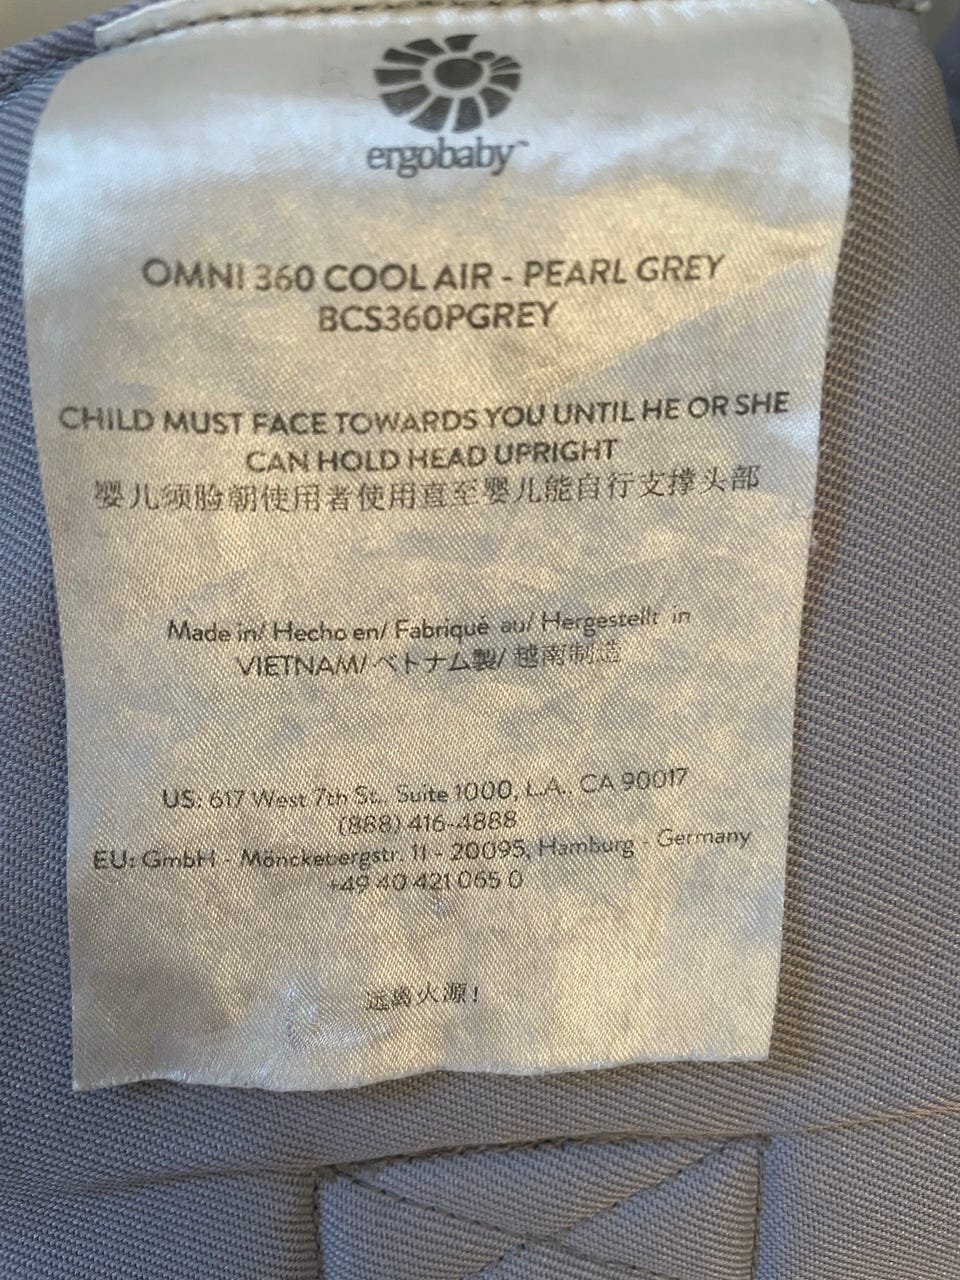 ergobaby™
OMNI 360 COOL AIR - PEARL GREY
BCS360PGREY
CHILD MUST FACE TOWARDS YOU UNTIL HE OR SHE
CAN HOLD HEAD UPRIGHT
婴儿须脸朝使用者使用直至婴儿能自行支撑头部
Made in/ Hecho en/ Fabriqué au/ Hergestellt in
VIETNAM/ ベトナム製/ 越南制造
US: 617 West 7th St., Suite 1000, L.A., CA 90017
(888) 416-4888
EU: GmbH - Mönckebergstr. 11 - 20095, Hamburg - Germany
+49 40 421 065 0
远离火源!